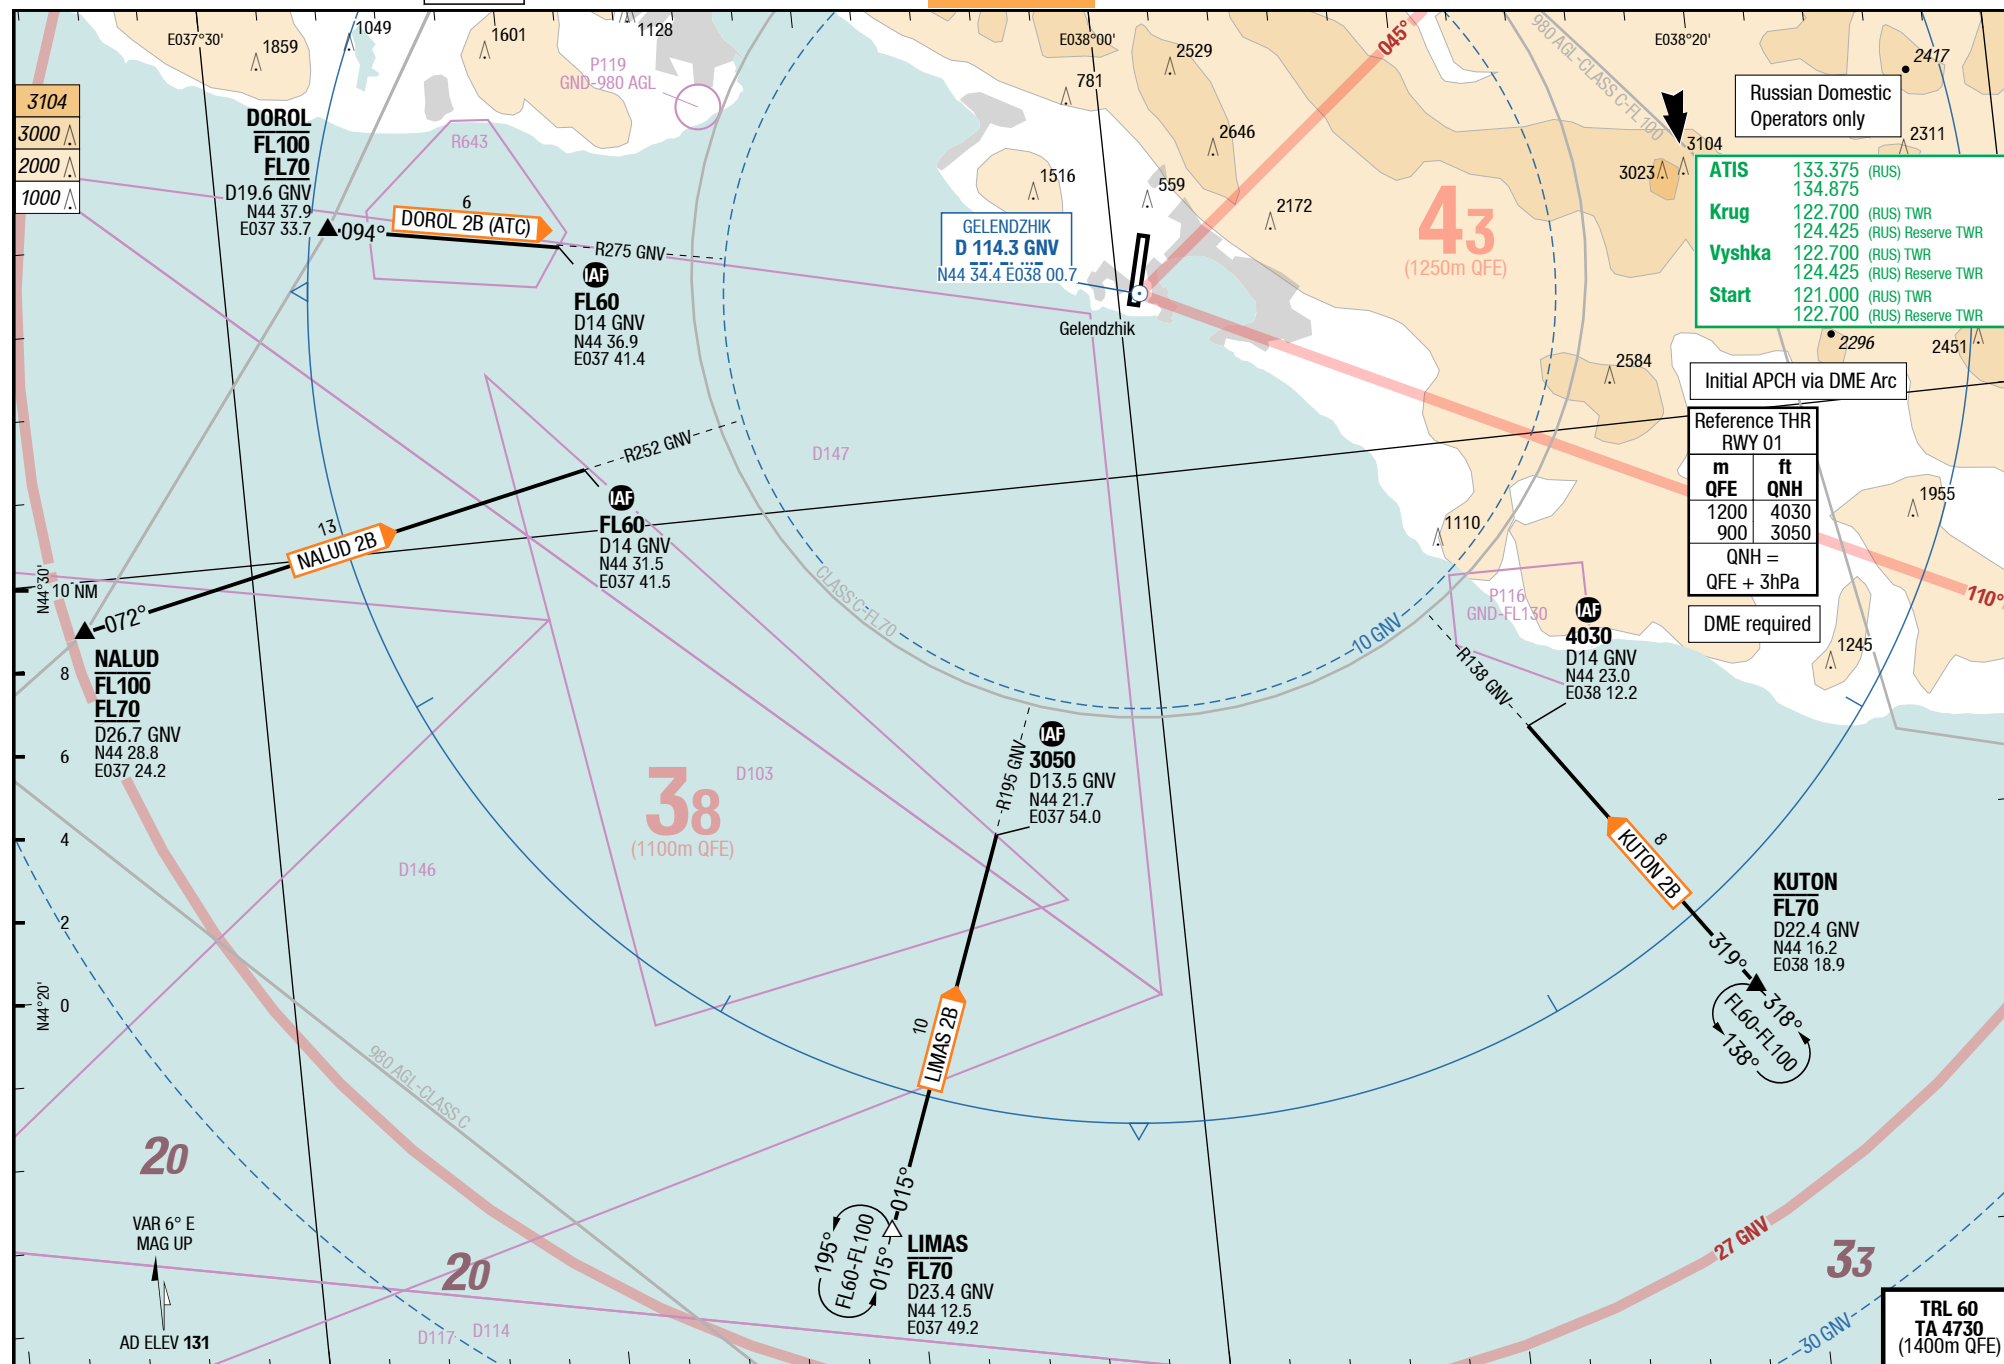 E037°30'
1859
1049
1601
1128
P119
GND-980 AGL
E038°00'
781
2529
045°
980 AGL-CLASS C-FL100
E038°20'
2417
Russian Domestic
Operators only
3104
3000
2000
1000
DOROL
FL100
FL70
D19.6 GNV
N44 37.9
E037 33.7
094°
6
DOROL 2B (ATC)
R643
R275 GNV
IAF
FL60
D14 GNV
N44 36.9
E037 41.4
1516
559
2646
2172
3023
3104
2311
GELENDZHIK
D 114.3 GNV
N44 34.4 E038 00.7
Gelendzhik
43
(1250m QFE)
ATIS 133.375 (RUS)
134.875
Krug 122.700 (RUS) TWR
124.425 (RUS) Reserve TWR
Vyshka 122.700 (RUS) TWR
124.425 (RUS) Reserve TWR
Start 121.000 (RUS) TWR
122.700 (RUS) Reserve TWR
2296
2451
2584
Initial APCH via DME Arc
Reference THR
RWY 01
m ft
QFE QNH
1200 4030
900 3050
QNH =
QFE + 3hPa
DME required
1955
1110
110°
1245
R252 GNV
D147
IAF
FL60
D14 GNV
N44 31.5
E037 41.5
13
NALUD 2B
072°
NALUD
FL100
FL70
D26.7 GNV
N44 28.8
E037 24.2
N44°30'
10 NM
8
6
4
2
0
N44°20'
CLASS C-FL70
10 GNV
P116
GND-FL130
IAF
4030
D14 GNV
N44 23.0
E038 12.2
R138 GNV
IAF
3050
D13.5 GNV
N44 21.7
E037 54.0
R195 GNV
D103
38
(1100m QFE)
D146
8
KUTON 2B
319°
KUTON
FL70
D22.4 GNV
N44 16.2
E038 18.9
318°
FL60-FL100
138°
10
LIMAS 2B
015°
195°
FL60-FL100
015°
LIMAS
FL70
D23.4 GNV
N44 12.5
E037 49.2
980 AGL-CLASS C
20
20
VAR 6° E
MAG UP
AD ELEV 131
D117
D114
27 GNV
33
30 GNV
TRL 60
TA 4730
(1400m QFE)